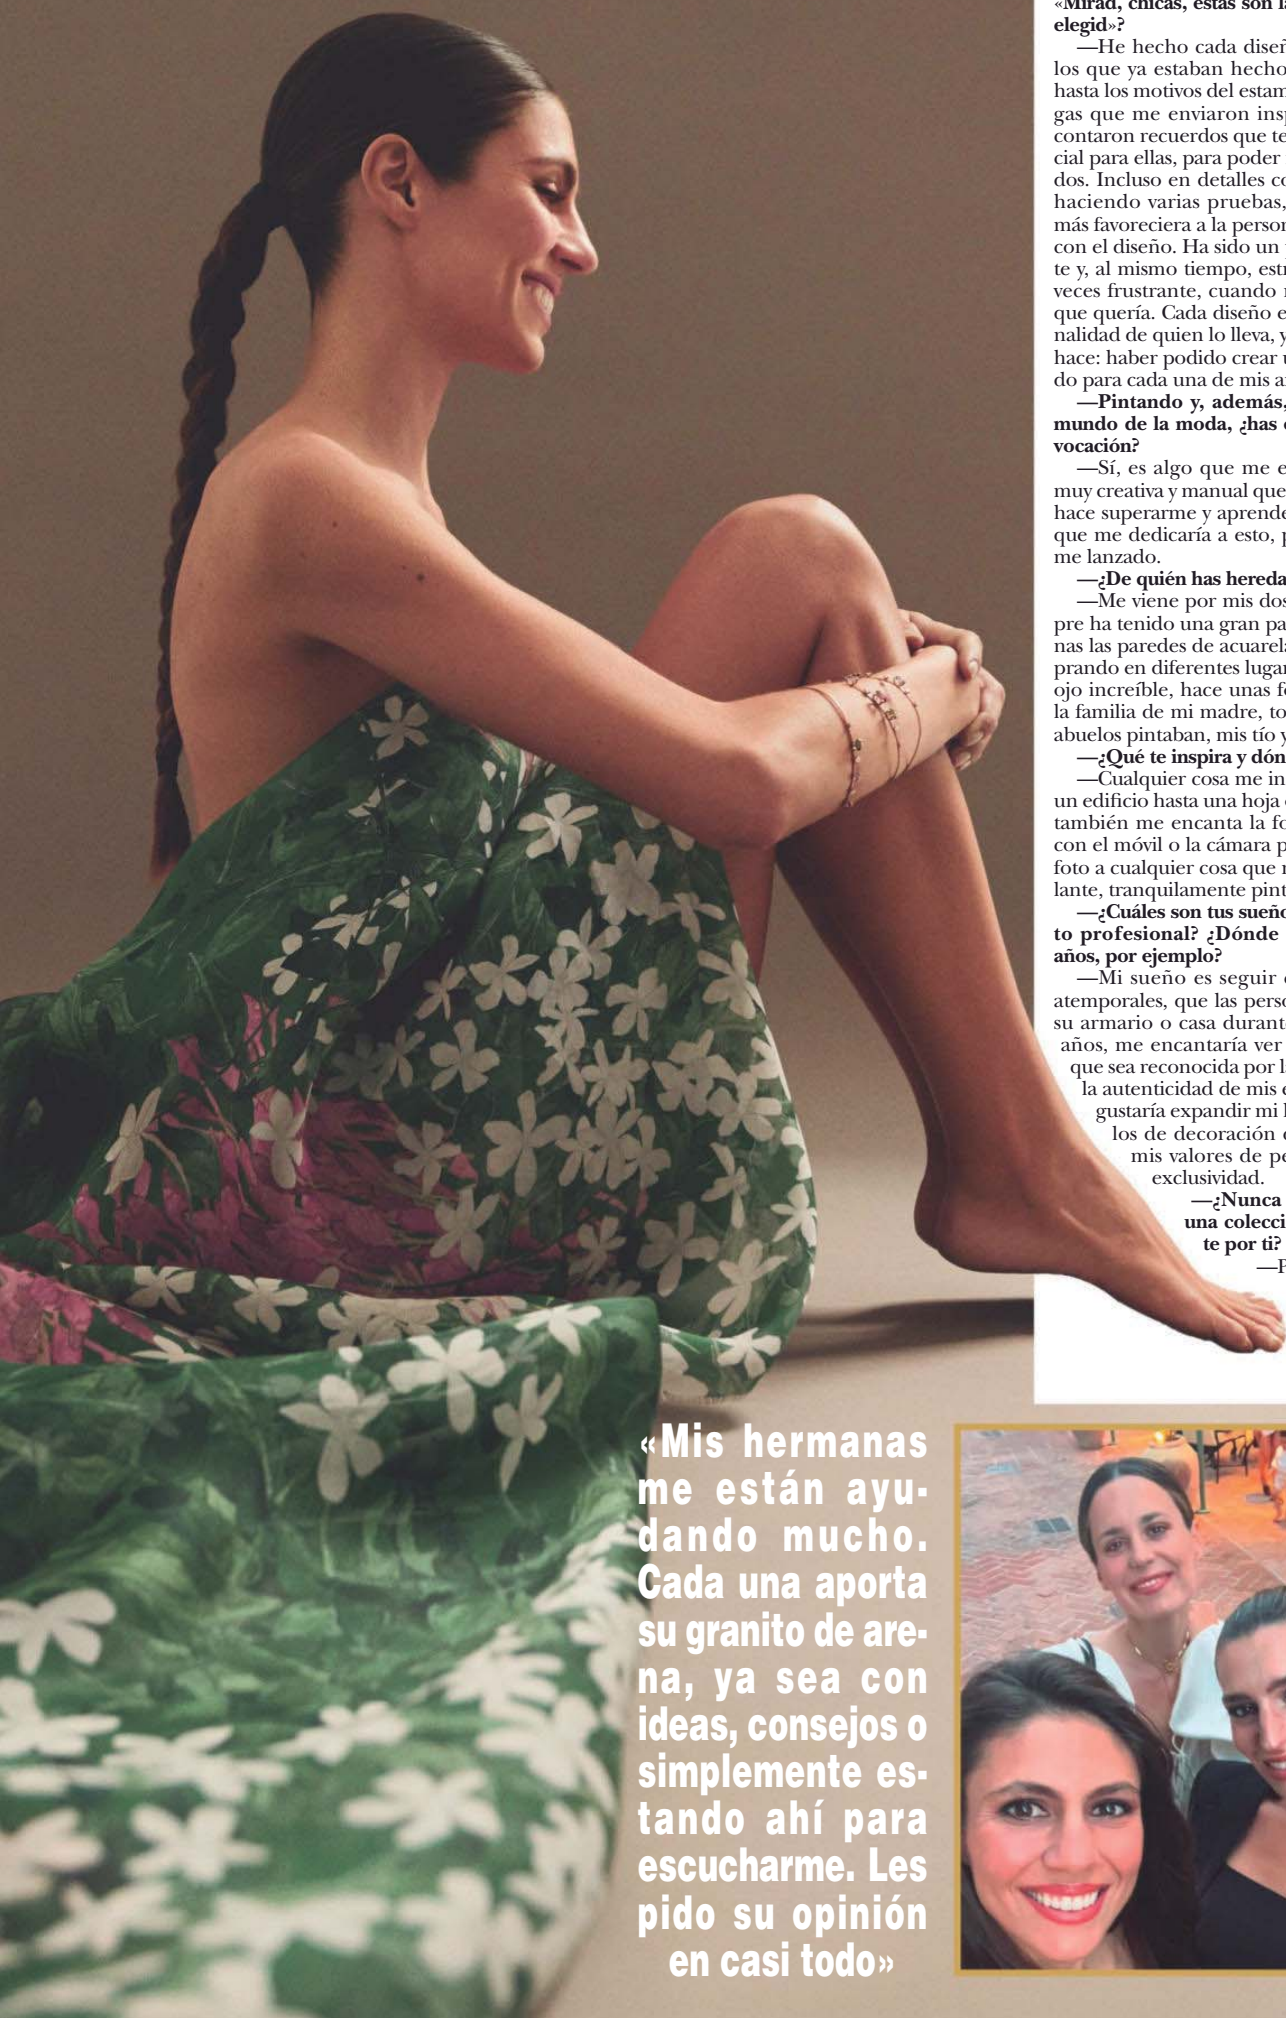 «Mirad, chicas, estas son la
elegid»?
—He hecho cada diseñ
los que ya estaban hecho
hasta los motivos del estam
gas que me enviaron insp
contaron recuerdos que te
cial para ellas, para poder
dos. Incluso en detalles co
haciendo varias pruebas,
más favoreciera a la person
con el diseño. Ha sido un
te y, al mismo tiempo, estr
veces frustrante, cuando
que quería. Cada diseño e
nalidad de quien lo lleva, y
hace: haber podido crear u
do para cada una de mis a
—Pintando y, además,
mundo de la moda, ¿has
vocación?
—Sí, es algo que me e
muy creativa y manual que
hace superarme y aprende
que me dedicaría a esto, p
me lanzado.
—¿De quién has hereda
—Me viene por mis dos
pre ha tenido una gran pa
nas las paredes de acuarela
prando en diferentes lugar
ojo increíble, hace unas fo
la familia de mi madre, to
abuelos pintaban, mis tío y
—¿Qué te inspira y dón
—Cualquier cosa me in
un edificio hasta una hoja
también me encanta la fo
con el móvil o la cámara p
foto a cualquier cosa que
lante, tranquilamente pint
—¿Cuáles son tus sueño
to profesional? ¿Dónde
años, por ejemplo?
—Mi sueño es seguir
atemporales, que las perso
su armario o casa durant
años, me encantaría ver
que sea reconocida por la
la autenticidad de mis
gustaría expandir mi
los de decoración
mis valores de pe
exclusividad.
—¿Nunca
una colecci
te por ti?
—P
«Mis hermanas
me están ayu-
dando mucho.
Cada una aporta
su granito de are-
na, ya sea con
ideas, consejos o
simplemente es-
tando ahí para
escucharme. Les
pido su opinión
en casi todo»